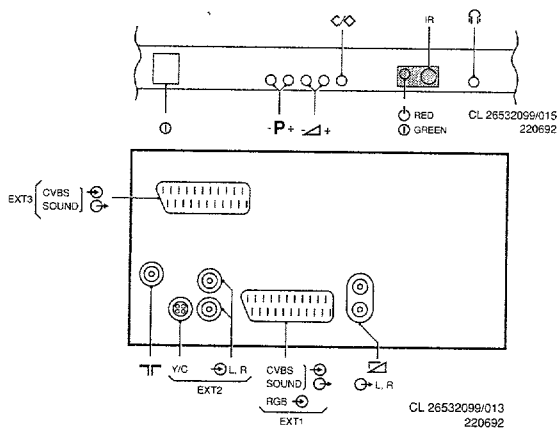 IR
RED
GREEN
CL 26532099/015
220692
- P +
- +
EXT3
CVBS
SOUND
Y/C
L, R
EXT2
CVBS
SOUND
RGB
EXT1
L, R
CL 26532099/013
220692